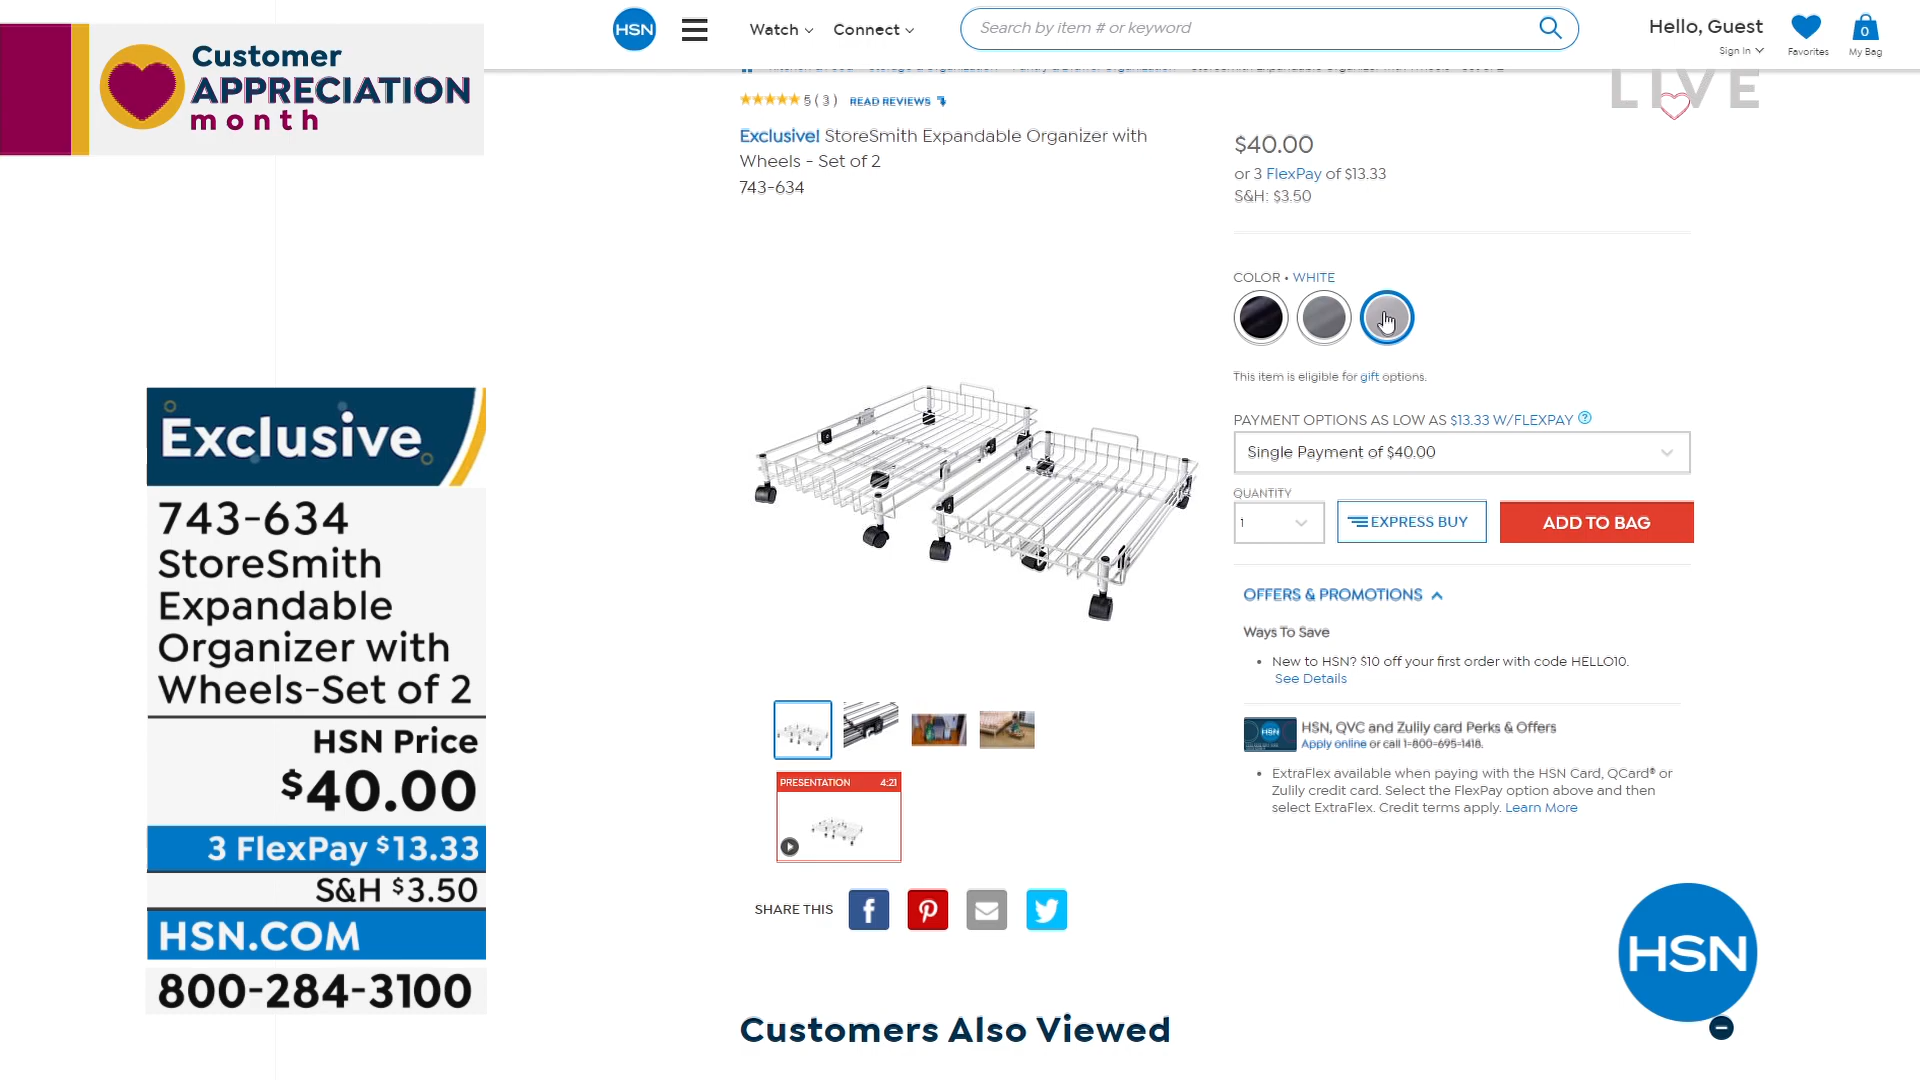 Customer
APPRECIATION
month
HSN
Watch
Connect
Search by item # or keyword
Hello, Guest
Sign In
Favorites
0
My Bag
LIVE
5 ( 3 ) READ REVIEWS
Exclusive! StoreSmith Expandable Organizer with
Wheels - Set of 2
743-634
$40.00
or 3 FlexPay of $13.33
S&H: $3.50
COLOR • WHITE
This item is eligible for gift options.
PAYMENT OPTIONS AS LOW AS $13.33 W/FLEXPAY ?
Single Payment of $40.00
QUANTITY
1
EXPRESS BUY
ADD TO BAG
OFFERS & PROMOTIONS
Ways To Save
• New to HSN? $10 off your first order with code HELLO10.
See Details
HSN
HSN, QVC and Zulily card Perks & Offers
Apply online or call 1-800-695-1418.
• ExtraFlex available when paying with the HSN Card, QCard® or
Zulily credit card. Select the FlexPay option above and then
select ExtraFlex. Credit terms apply. Learn More
PRESENTATION 4:21
SHARE THIS
Customers Also Viewed
Exclusive
743-634
StoreSmith
Expandable
Organizer with
Wheels-Set of 2
HSN Price
$40.00
3 FlexPay $13.33
S&H $3.50
HSN.COM
800-284-3100
HSN